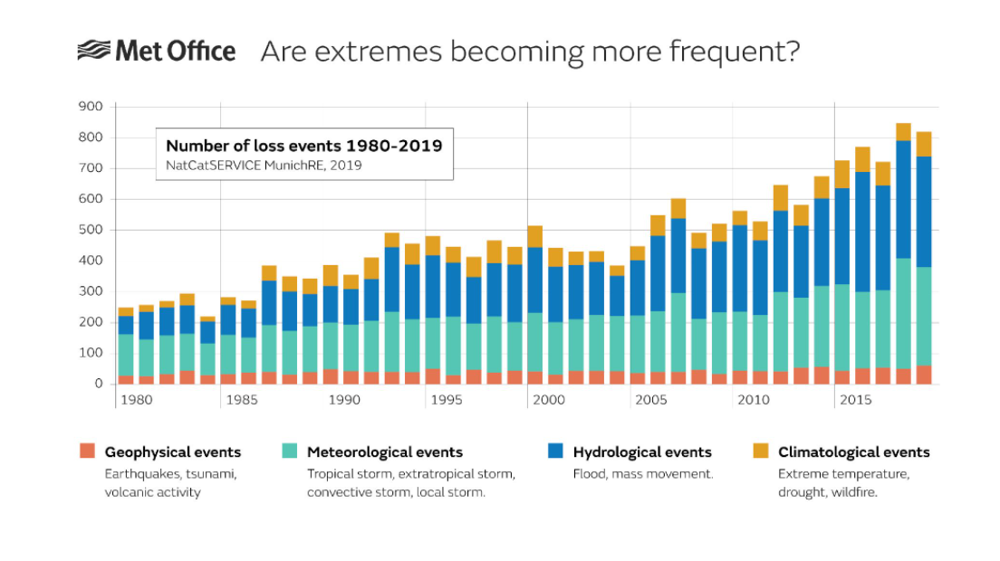 Met Office Are extremes becoming more frequent?
900
800
700
600
500
400
300
200
100
0
Number of loss events 1980-2019
NatCatSERVICE MunichRE, 2019
1980 1985 1990 1995 2000 2005 2010 2015
Geophysical events
Earthquakes, tsunami,
volcanic activity
Meteorological events
Tropical storm, extratropical storm,
convective storm, local storm.
Hydrological events
Flood, mass movement.
Climatological events
Extreme temperature,
drought, wildfire.